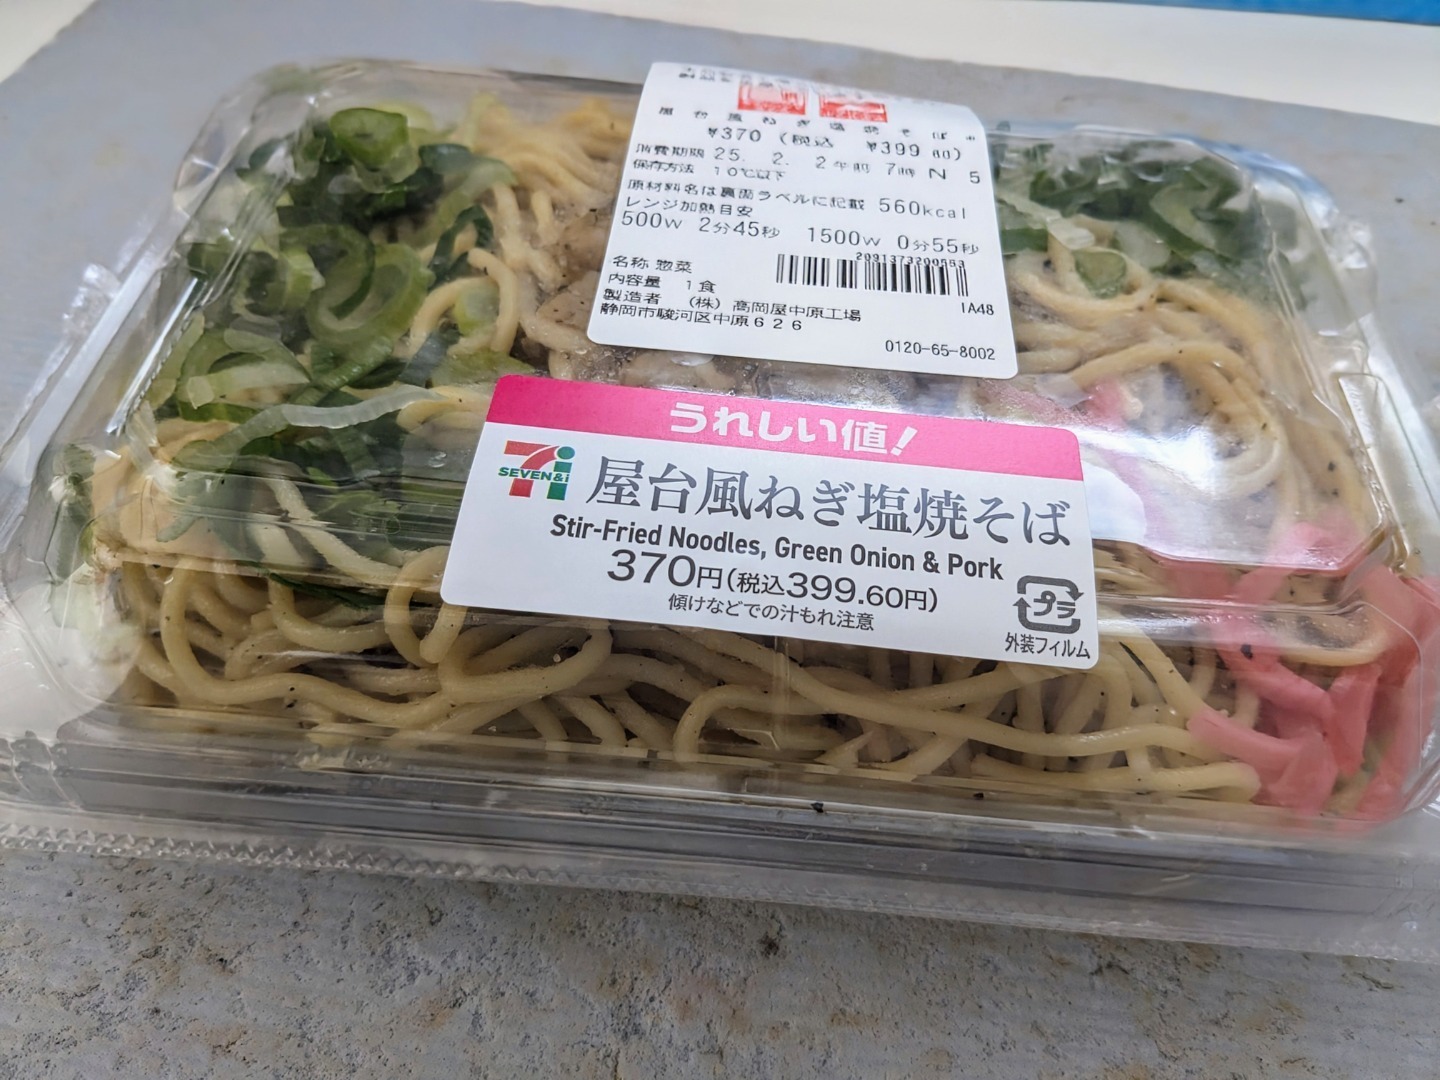 屋台風ねぎ塩焼そば
¥370 (税込 ¥399.60)
消費期限 25. 2. 2午前 7時 N 5
保存方法 10℃以下
原材料名は裏面ラベルに記載 560kcal
レンジ加熱目安
500W 2分45秒 1500W 0分55秒
2091373200553
名称 惣菜
内容量 1食
製造者 (株) 高岡屋中原工場
静岡市駿河区中原626
IA48
0120-65-8002
うれしい値!
SEVEN&i
屋台風ねぎ塩焼そば
Stir-Fried Noodles, Green Onion & Pork
370円(税込399.60円)
傾けなどでの汁もれ注意
プラ
外装フィルム